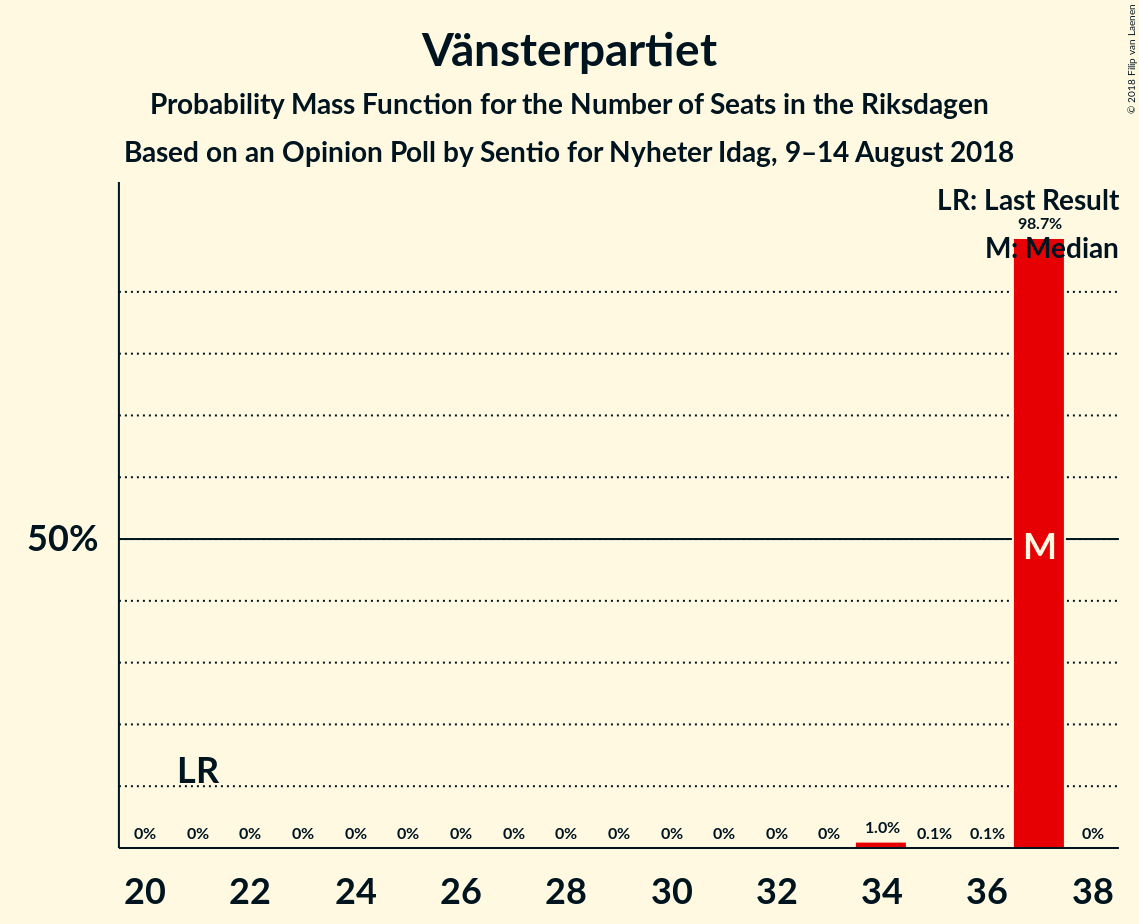 Vänsterpartiet
Probability Mass Function for the Number of Seats in the Riksdagen
Based on an Opinion Poll by Sentio for Nyheter Idag, 9–14 August 2018
© 2018 Filip van Laenen
LR: Last Result
98.7%
M: Median
50%
M
LR
0% 0% 0% 0% 0% 0% 0% 0% 0% 0% 0% 0% 0% 0% 1.0% 0.1% 0.1% 0%
20 22 24 26 28 30 32 34 36 38